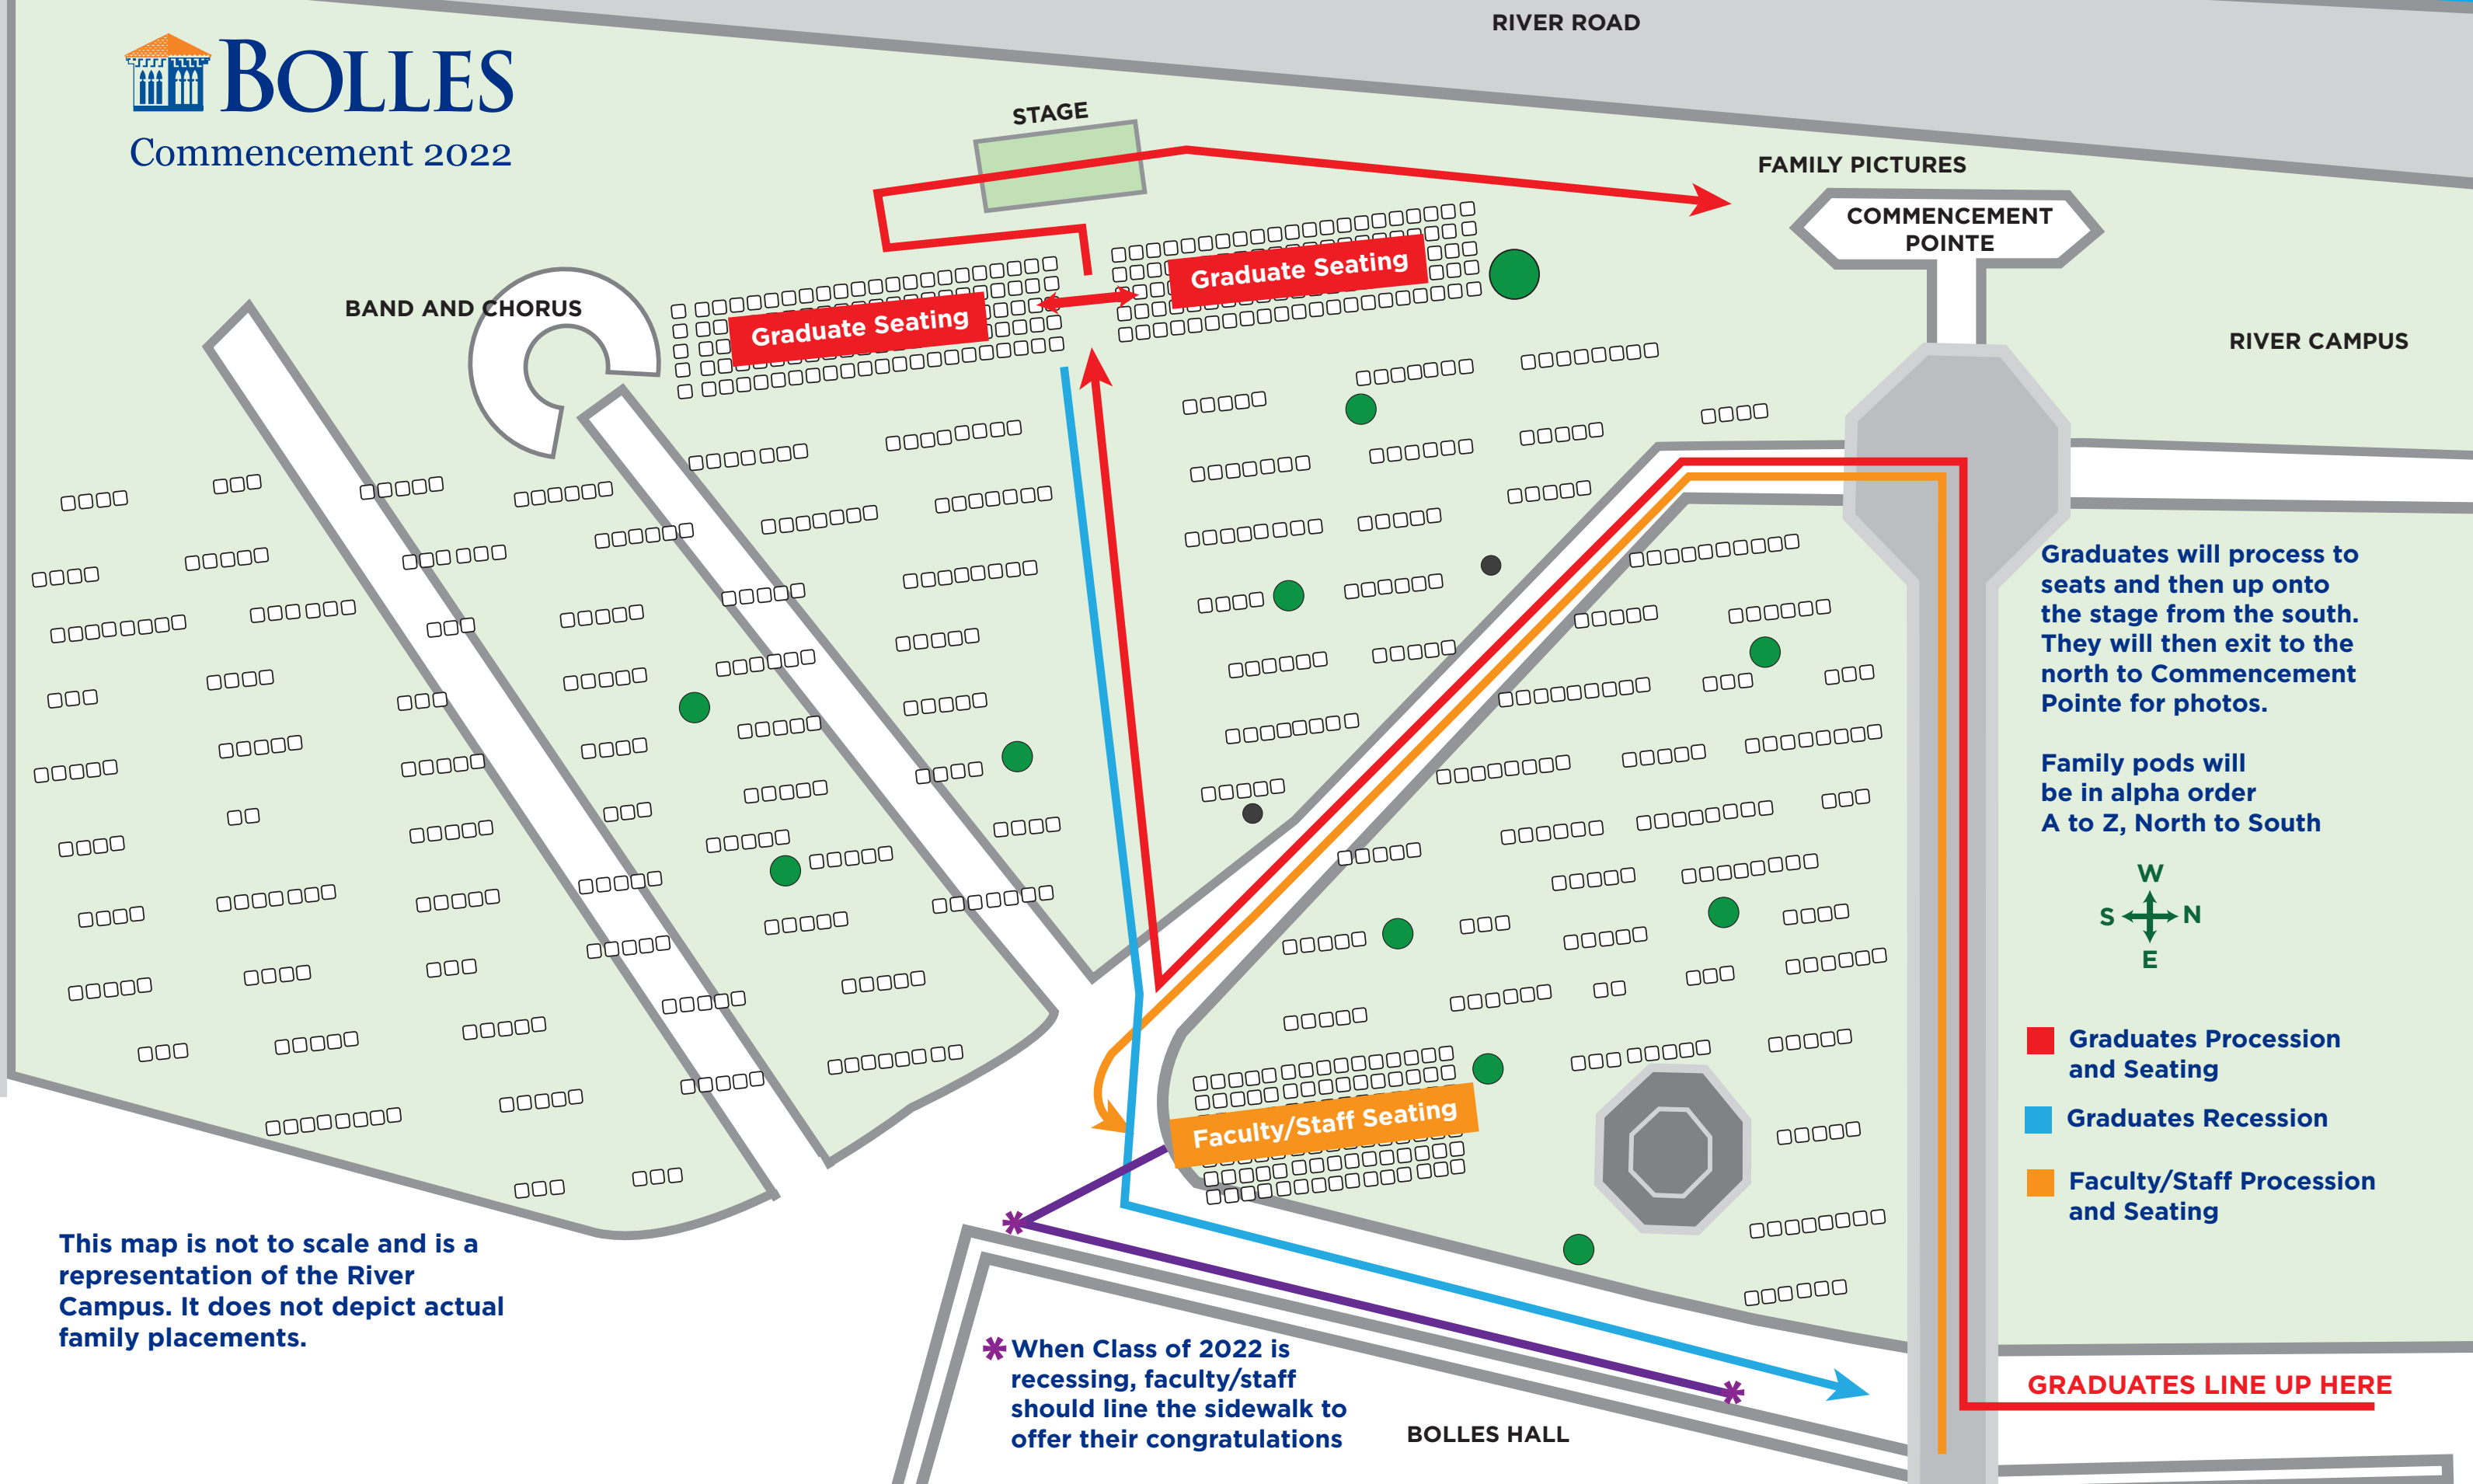 RIVER ROAD
BOLLES
Commencement 2022
STAGE
FAMILY PICTURES
COMMENCEMENT
POINTE
Graduate Seating
Graduate Seating
BAND AND CHORUS
RIVER CAMPUS
Graduates will process to
seats and then up onto
the stage from the south.
They will then exit to the
north to Commencement
Pointe for photos.
Family pods will
be in alpha order
A to Z, North to South
W
S N
E
Graduates Procession
and Seating
Graduates Recession
Faculty/Staff Procession
and Seating
Faculty/Staff Seating
This map is not to scale and is a
representation of the River
Campus. It does not depict actual
family placements.
* When Class of 2022 is
recessing, faculty/staff
should line the sidewalk to
offer their congratulations
*
*
BOLLES HALL
GRADUATES LINE UP HERE